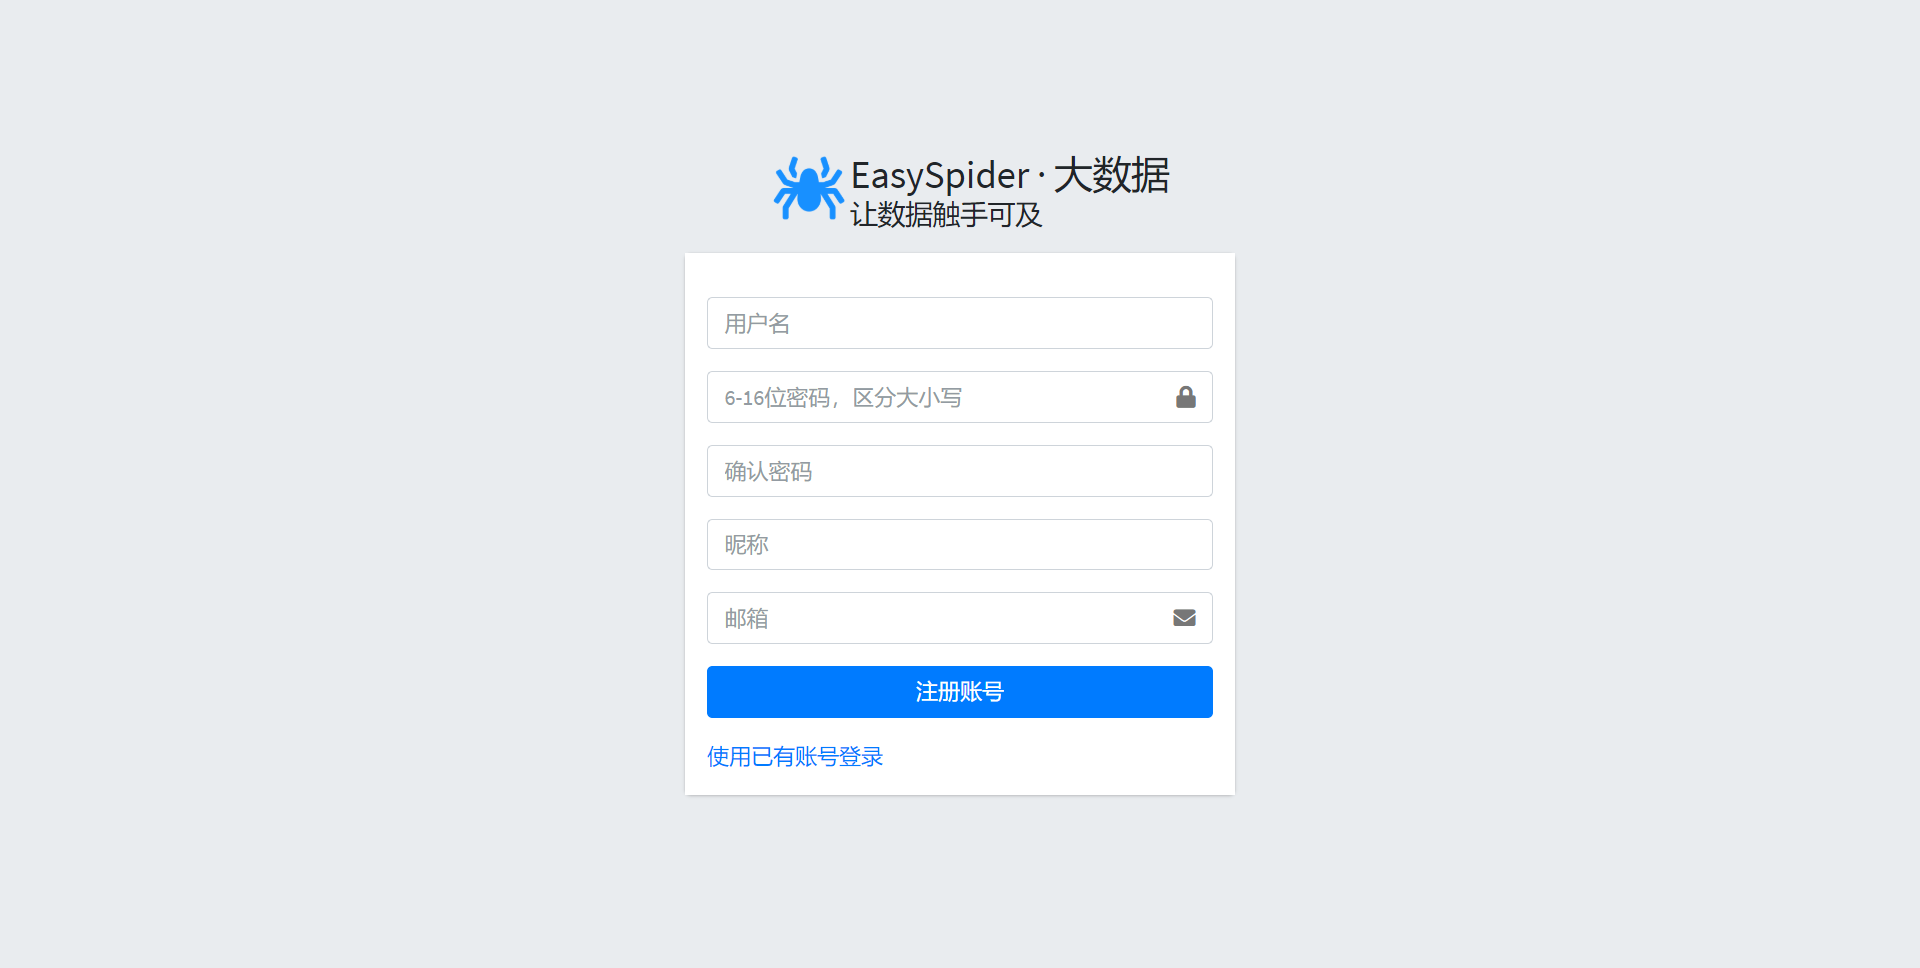 EasySpider · 大数据
让数据触手可及
用户名
6-16位密码，区分大小写
确认密码
昵称
邮箱
注册账号
使用已有账号登录